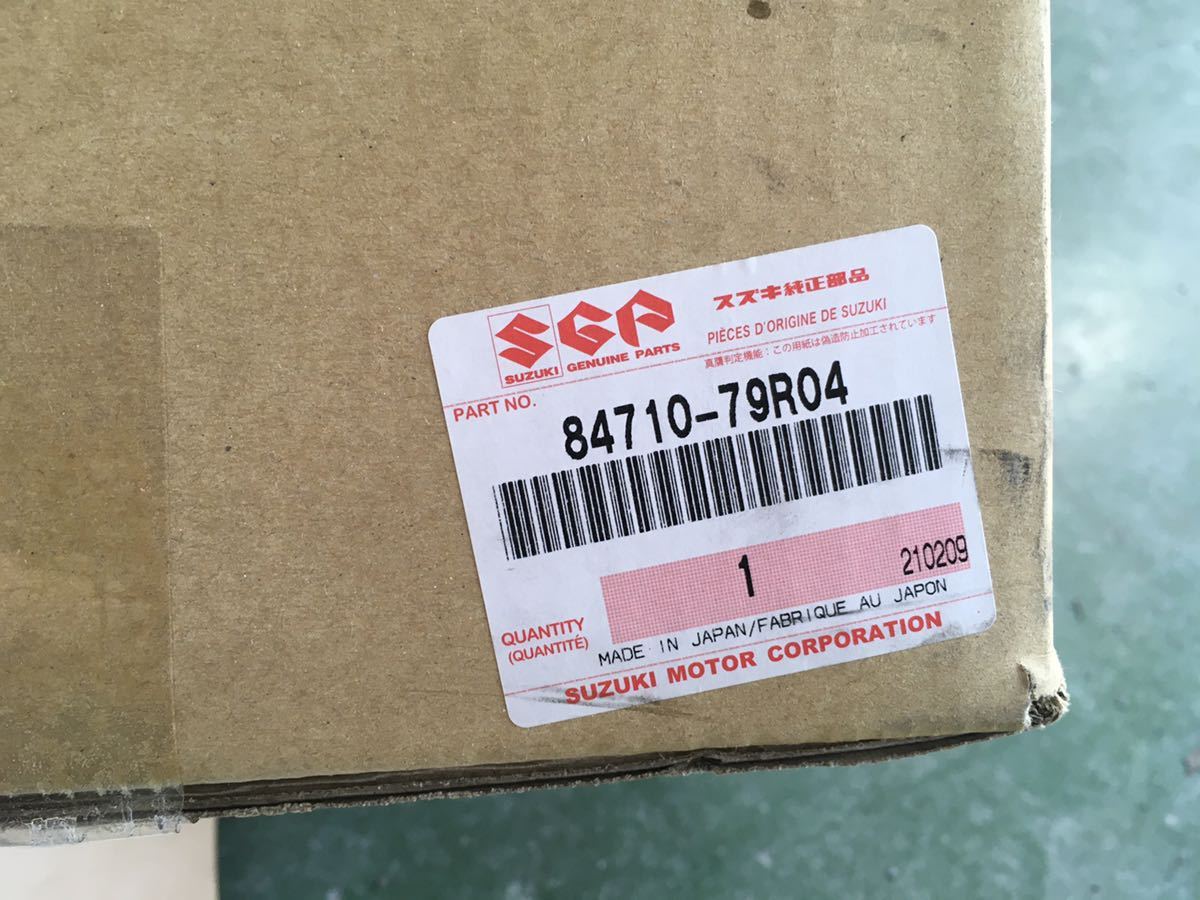 SGP
SUZUKI GENUINE PARTS
スズキ純正部品
PIÈCES D'ORIGINE DE SUZUKI
真贋判定機能：この用紙は偽造防止加工されています
PART NO.
84710-79R04
1
210209
QUANTITY
(QUANTITÉ)
MADE IN JAPAN/FABRIQUE AU JAPON
SUZUKI MOTOR CORPORATION